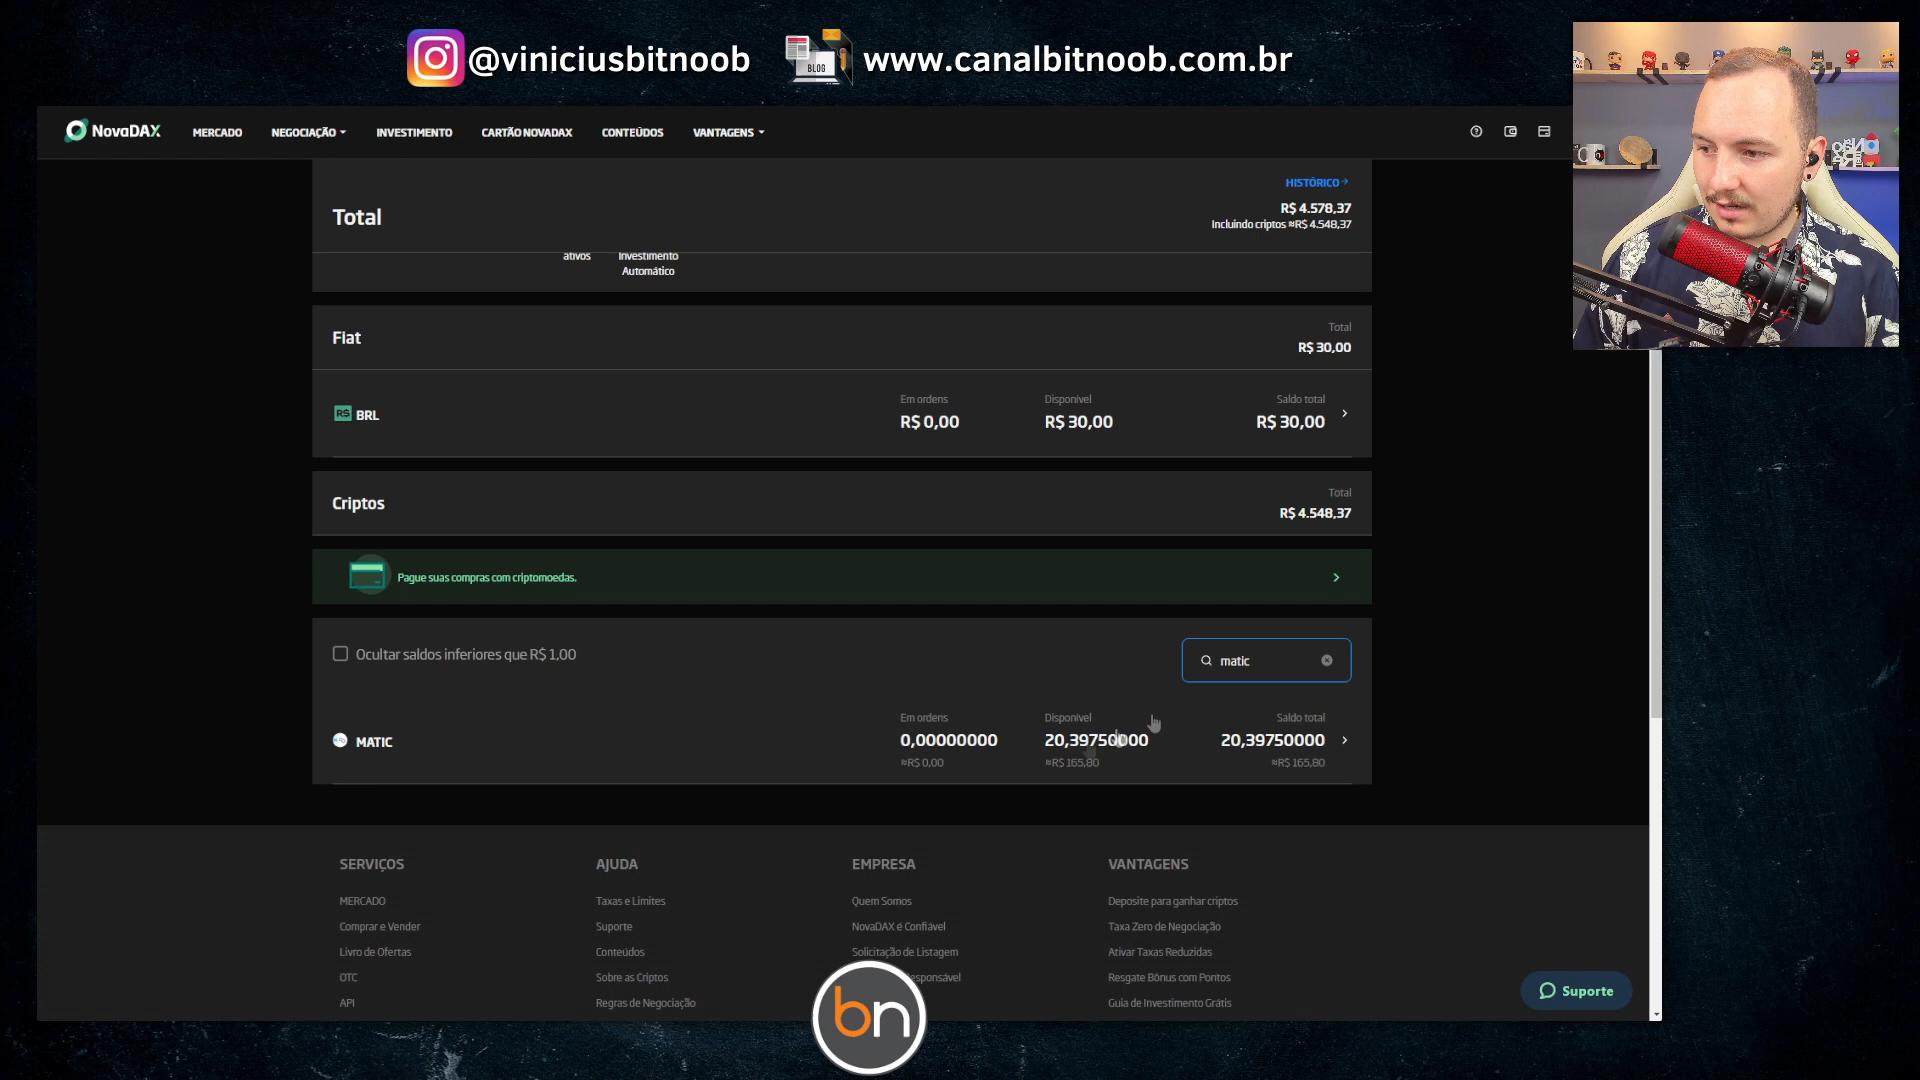 @viniciusbitnoob
BLOG
www.canalbitnoob.com.br
NovaDAX
MERCADO
NEGOCIAÇÃO
INVESTIMENTO
CARTÃO NOVADAX
CONTEÚDOS
VANTAGENS
HISTÓRICO
Total
R$ 4.578,37
Incluindo criptos ≈R$ 4.548,37
ativos
Investimento
Automático
Fiat
Total
R$ 30,00
R$ BRL
Em ordens
R$ 0,00
Disponível
R$ 30,00
Saldo total
R$ 30,00
Criptos
Total
R$ 4.548,37
Pague suas compras com criptomoedas.
Ocultar saldos inferiores que R$ 1,00
matic
MATIC
Em ordens
0,00000000
≈R$ 0,00
Disponível
20,39750000
≈R$ 165,80
Saldo total
20,39750000
≈R$ 165,80
SERVIÇOS
MERCADO
Comprar e Vender
Livro de Ofertas
OTC
API
AJUDA
Taxas e Limites
Suporte
Conteúdos
Sobre as Criptos
Regras de Negociação
EMPRESA
Quem Somos
NovaDAX é Confiável
Solicitação de Listagem
VANTAGENS
Deposite para ganhar criptos
Taxa Zero de Negociação
Ativar Taxas Reduzidas
Resgate Bônus com Pontos
Guia de Investimento Grátis
Suporte
bn